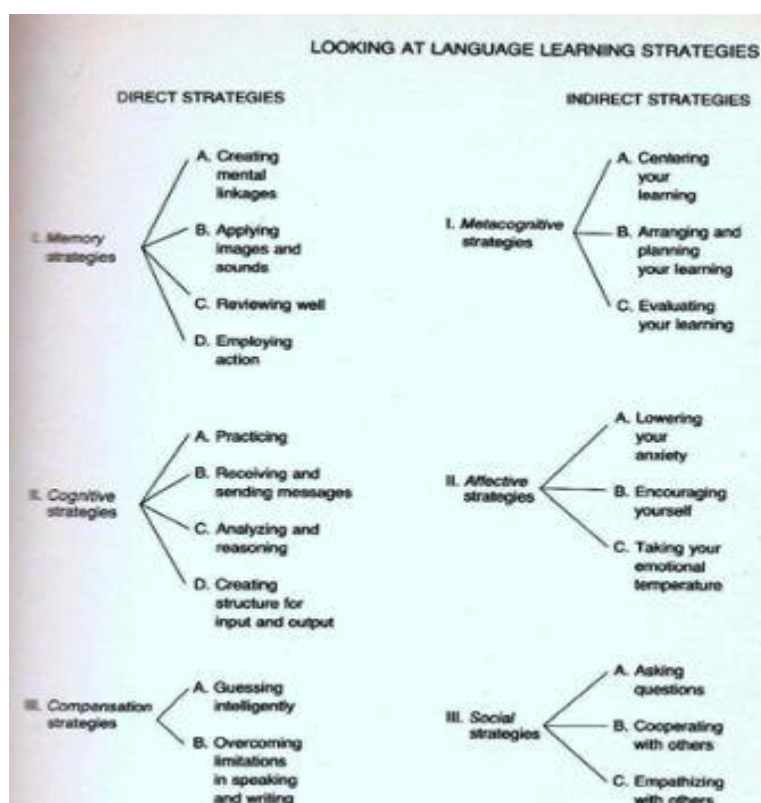 LOOKING AT LANGUAGE LEARNING STRATEGIES
DIRECT STRATEGIES
I. Memory
strategies
A. Creating
mental
linkages
B. Applying
images and
sounds
C. Reviewing well
D. Employing
action
II. Cognitive
strategies
A. Practicing
B. Receiving and
sending messages
C. Analyzing and
reasoning
D. Creating
structure for
input and output
III. Compensation
strategies
A. Guessing
intelligently
B. Overcoming
limitations
in speaking
and writing
INDIRECT STRATEGIES
I. Metacognitive
strategies
A. Centering
your
learning
B. Arranging and
planning
your learning
C. Evaluating
your learning
II. Affective
strategies
A. Lowering
your
anxiety
B. Encouraging
yourself
C. Taking your
emotional
temperature
III. Social
strategies
A. Asking
questions
B. Cooperating
with others
C. Empathizing
with others